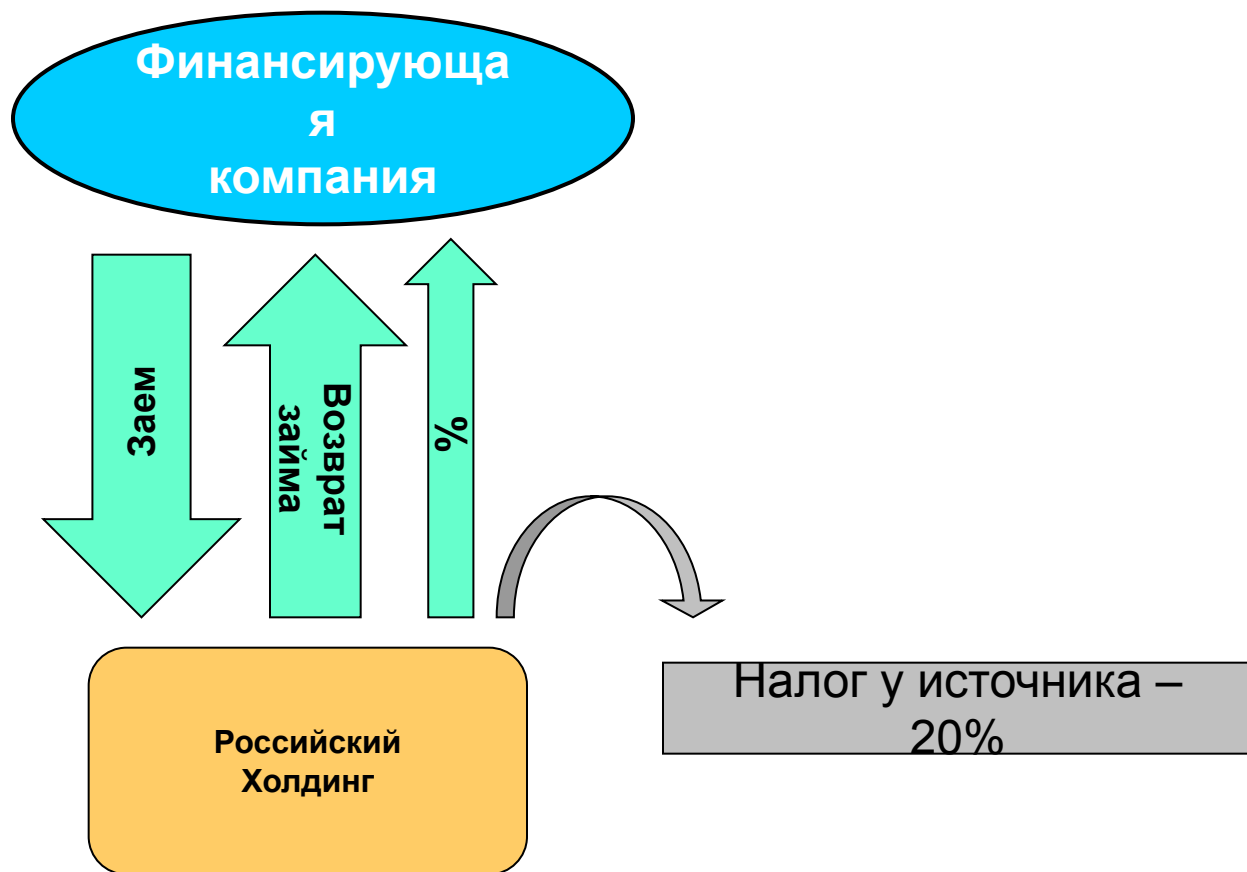 Финансирующа
я
компания
Заем
Возврат
займа
%
Российский
Холдинг
Налог у источника –
20%